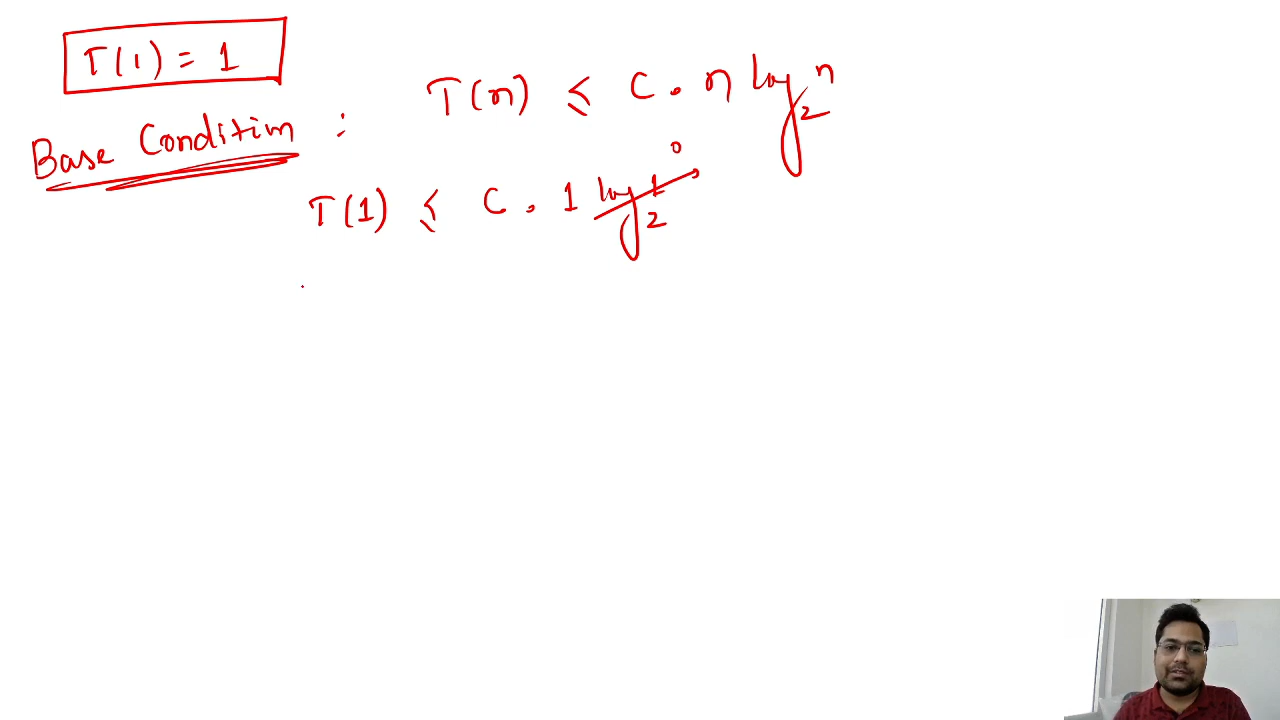 T(1) = 1
T(n) ≤ C . n log₂ n
Base Condition :
0
T(1) ≤ C . 1 log₂ 1